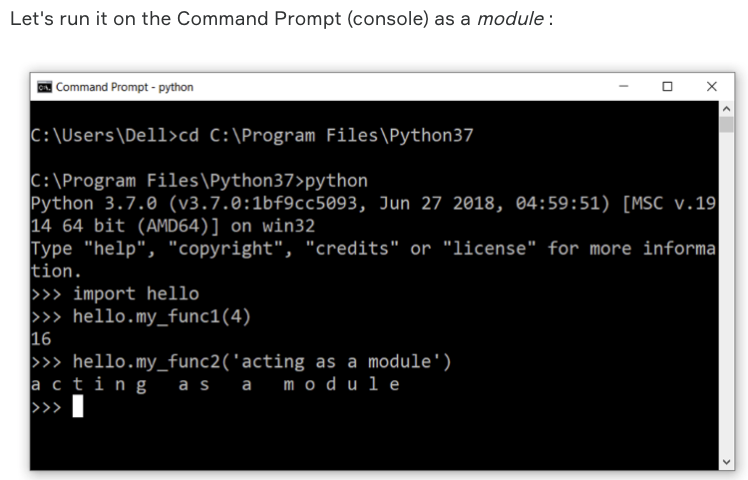 Let's run it on the Command Prompt (console) as a module :
Command Prompt - python
C:\Users\Dell>cd C:\Program Files\Python37
C:\Program Files\Python37>python
Python 3.7.0 (v3.7.0:1bf9cc5093, Jun 27 2018, 04:59:51) [MSC v.19
14 64 bit (AMD64)] on win32
Type "help", "copyright", "credits" or "license" for more informa
tion.
>>> import hello
>>> hello.my_func1(4)
16
>>> hello.my_func2('acting as a module')
a c t i n g   a s   a   m o d u l e
>>>